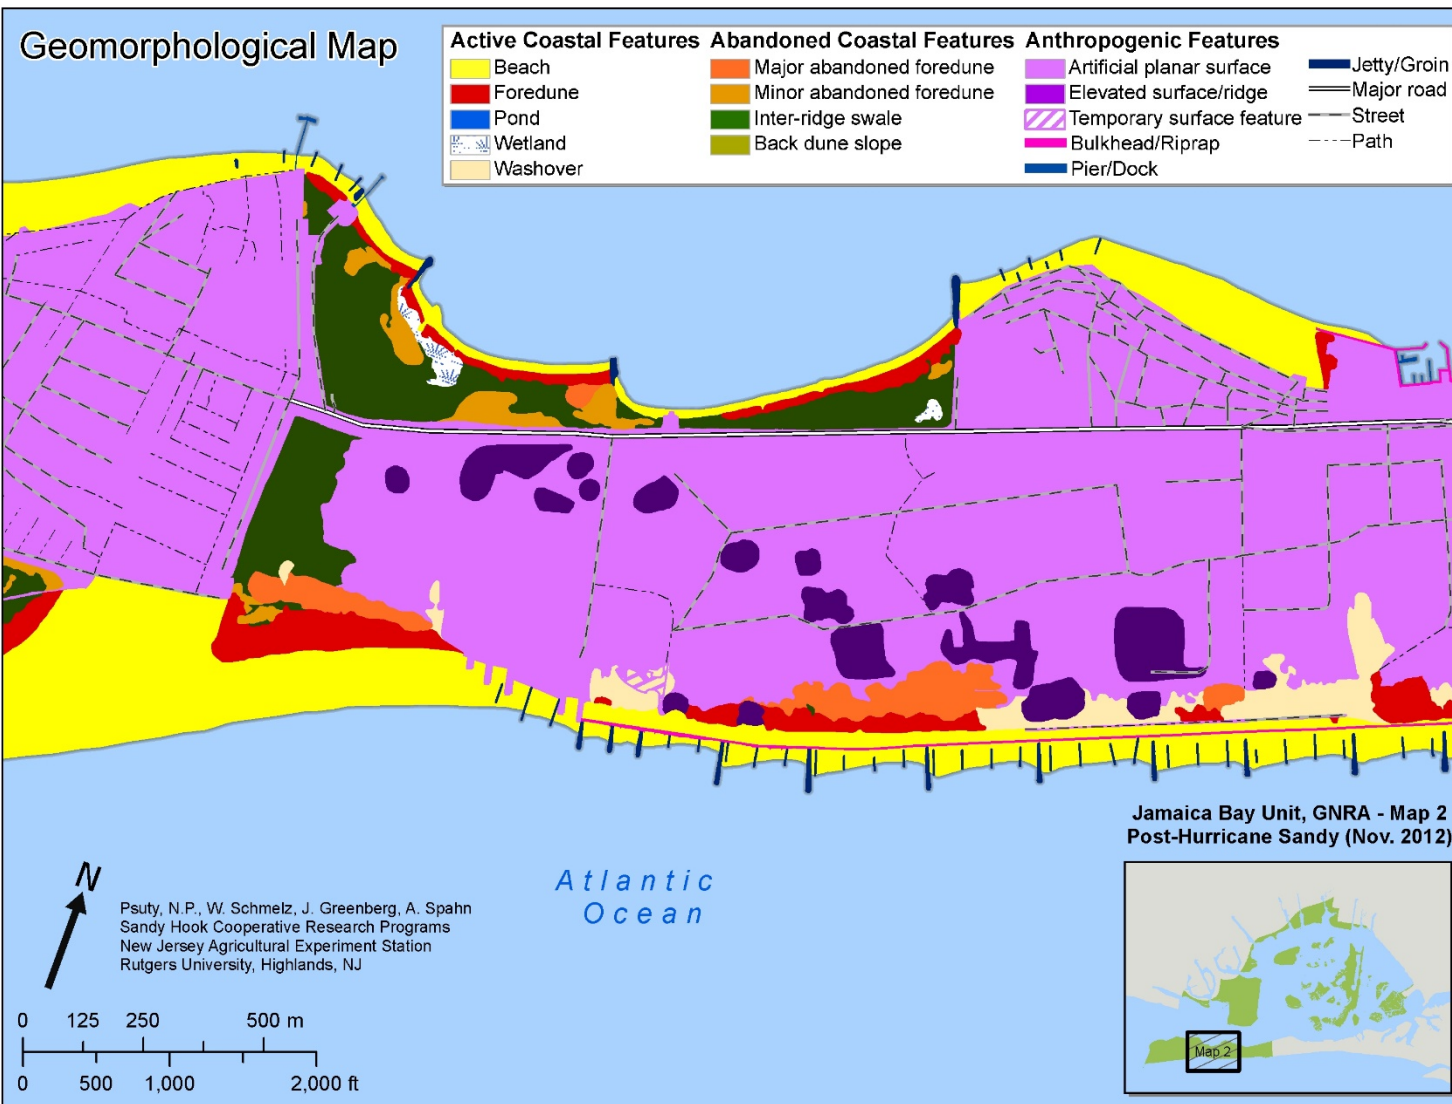 Geomorphological Map
Active Coastal Features
Beach
Foredune
Pond
Wetland
Washover
Abandoned Coastal Features
Major abandoned foredune
Minor abandoned foredune
Inter-ridge swale
Back dune slope
Anthropogenic Features
Artificial planar surface
Elevated surface/ridge
Temporary surface feature
Bulkhead/Riprap
Pier/Dock
Jetty/Groin
Major road
Street
Path
Atlantic
Ocean
N
Psuty, N.P., W. Schmelz, J. Greenberg, A. Spahn
Sandy Hook Cooperative Research Programs
New Jersey Agricultural Experiment Station
Rutgers University, Highlands, NJ
0 125 250 500 m
0 500 1,000 2,000 ft
Jamaica Bay Unit, GNRA - Map 2
Post-Hurricane Sandy (Nov. 2012)
Map 2